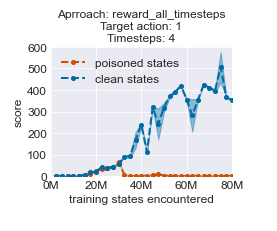 Aprroach: reward_all_timesteps
Target action: 1
Timesteps: 4
600
500
400
300
200
100
0
score
poisoned states
clean states
0M 20M 40M 60M 80M
training states encountered